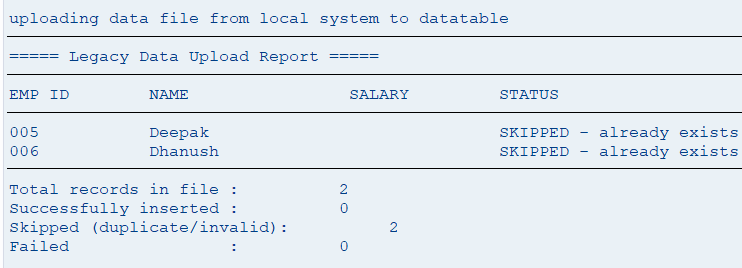 uploading data file from local system to datatable
===== Legacy Data Upload Report =====
EMP ID NAME SALARY STATUS
005 Deepak SKIPPED - already exists
006 Dhanush SKIPPED - already exists
Total records in file : 2
Successfully inserted : 0
Skipped (duplicate/invalid): 2
Failed : 0